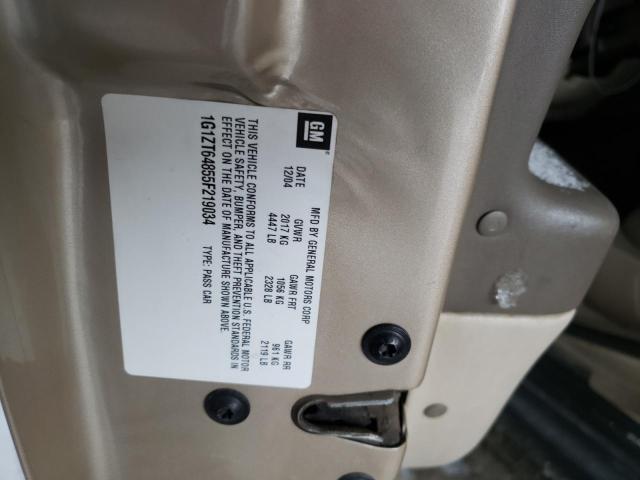 GM
MFD BY GENERAL MOTORS CORP
DATE GVWR GAWR FRT GAWR RR
12/04 2017 KG 1056 KG 961 KG
4447 LB 2328 LB 2119 LB
THIS VEHICLE CONFORMS TO ALL APPLICABLE U.S. FEDERAL MOTOR
VEHICLE SAFETY, BUMPER, AND THEFT PREVENTION STANDARDS IN
EFFECT ON THE DATE OF MANUFACTURE SHOWN ABOVE.
1G1ZT64855F219034 TYPE: PASS CAR